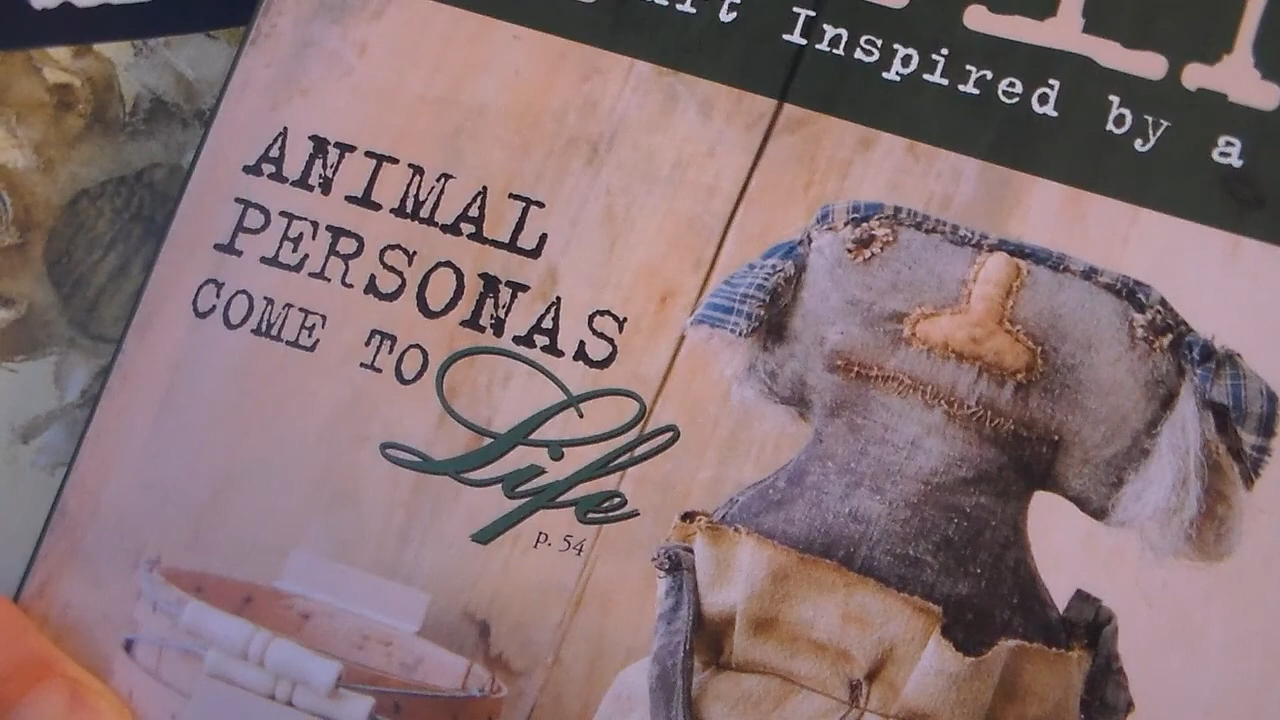 Inspired by a
ANIMAL
PERSONAS
COME TO
Life
p. 54